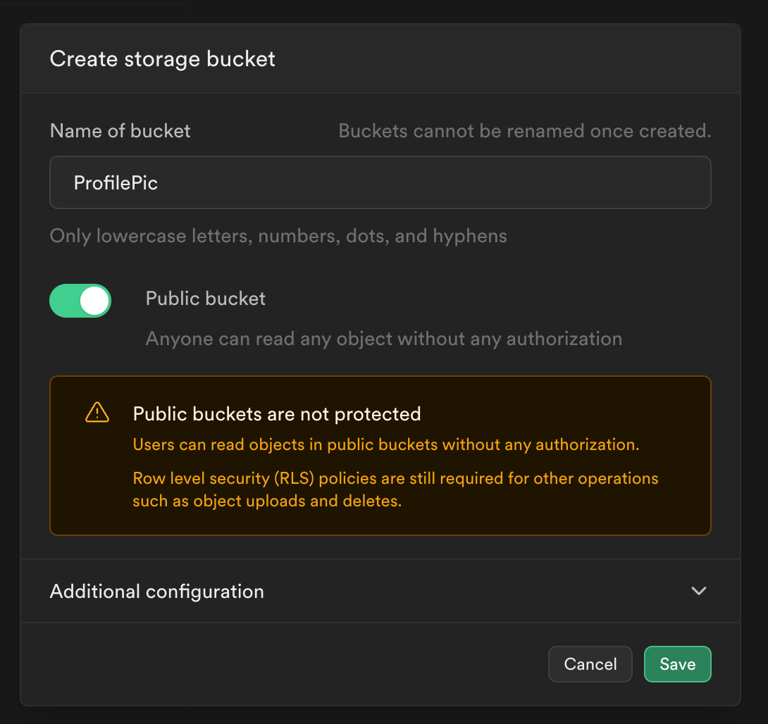 Create storage bucket
Name of bucket
Buckets cannot be renamed once created.
ProfilePic
Only lowercase letters, numbers, dots, and hyphens
Public bucket
Anyone can read any object without any authorization
Public buckets are not protected
Users can read objects in public buckets without any authorization.
Row level security (RLS) policies are still required for other operations
such as object uploads and deletes.
Additional configuration
Cancel
Save